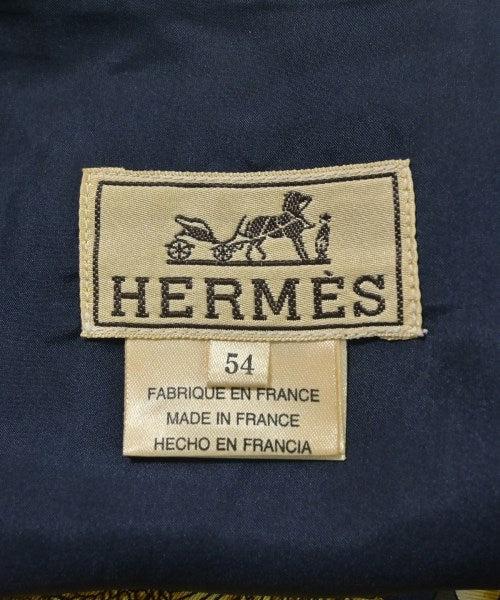 HERMÈS
54
FABRIQUE EN FRANCE
MADE IN FRANCE
HECHO EN FRANCIA